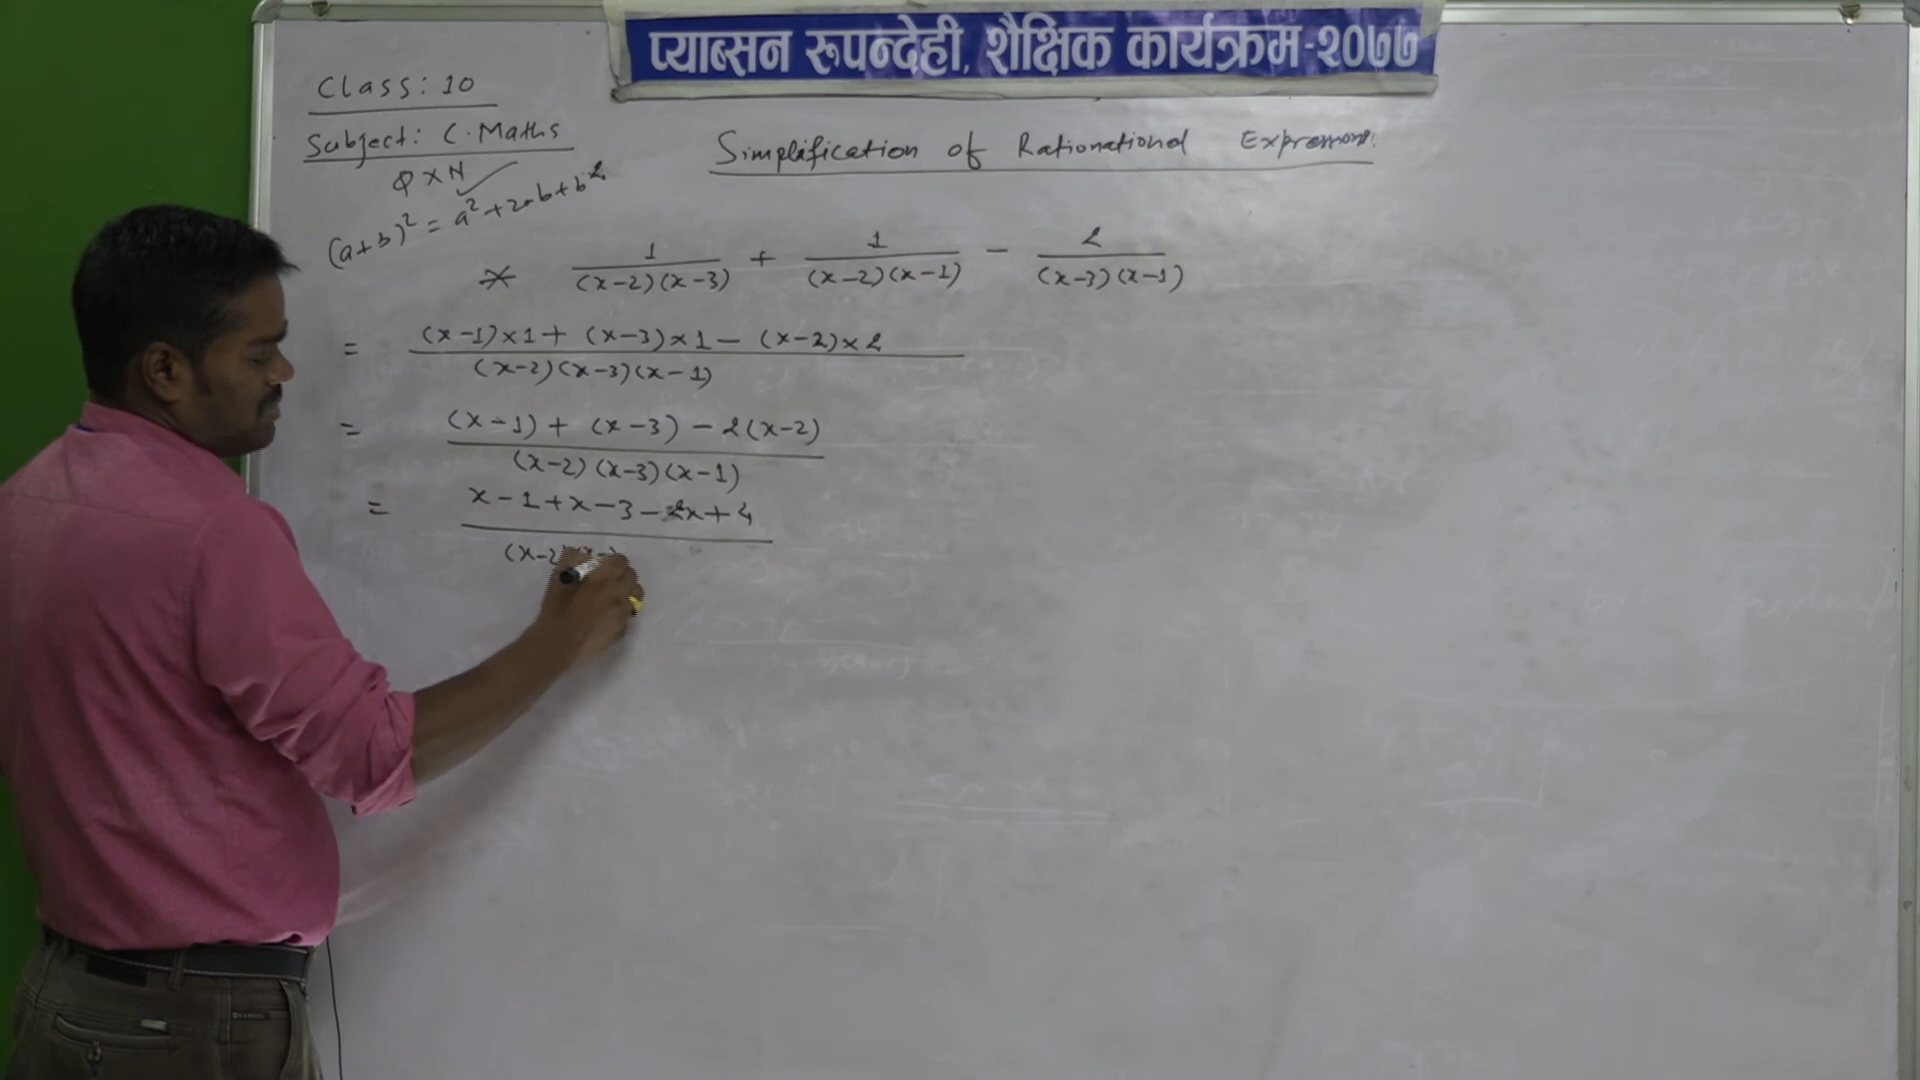 प्याब्सन रूपन्देही, शैक्षिक कार्यक्रम-२०७७
Class: 10
Subject: C. Maths
Simplification of Rationational Expressions.
(a+b)² = a²+2ab+b²
* 1/((x-2)(x-3)) + 1/((x-2)(x-1)) - 2/((x-3)(x-1))
= ((x-1)×1 + (x-3)×1 - (x-2)×2)/((x-2)(x-3)(x-1))
= ((x-1) + (x-3) - 2(x-2))/((x-2)(x-3)(x-1))
= (x-1+x-3-2x+4)/(x-2)(x-